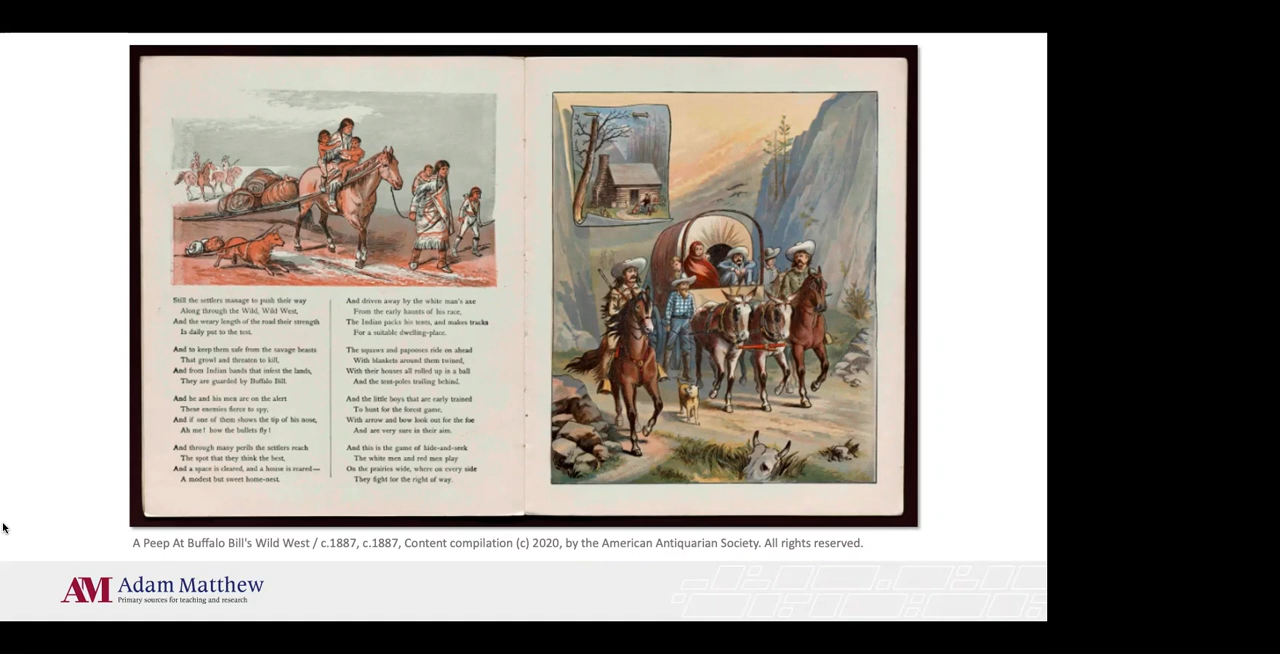 Still the settlers manage to push their way
Along through the Wild, Wild West,
And the weary length of the road their strength
Is daily put to the test.
And to keep them safe from the savage beasts
That growl and threaten to kill,
And from Indian bands that infest the lands,
They are guarded by Buffalo Bill.
And he and his men are on the alert
These enemies fierce to spy,
And if one of them shows the tip of his nose,
Ah me! how the bullets fly!
And through many perils the settlers reach
The spot that they think the best,
And a space is cleared, and a house is reared—
A modest but sweet home-nest.
And driven away by the white man's axe
From the early haunts of his race,
The Indian packs his tents, and makes tracks
For a suitable dwelling-place.
The squaws and papooses ride on ahead
With blankets around them twined,
With their houses all rolled up in a ball
And the tent-poles trailing behind.
And the little boys that are early trained
To hunt for the forest game,
With arrow and bow look out for the foe
And are very sure in their aim.
And this is the game of hide-and-seek
The white men and red men play
On the prairies wide, where on every side
They fight for the right of way.
A Peep At Buffalo Bill's Wild West / c.1887, c.1887, Content compilation (c) 2020, by the American Antiquarian Society. All rights reserved.
AM Adam Matthew
Primary sources for teaching and research